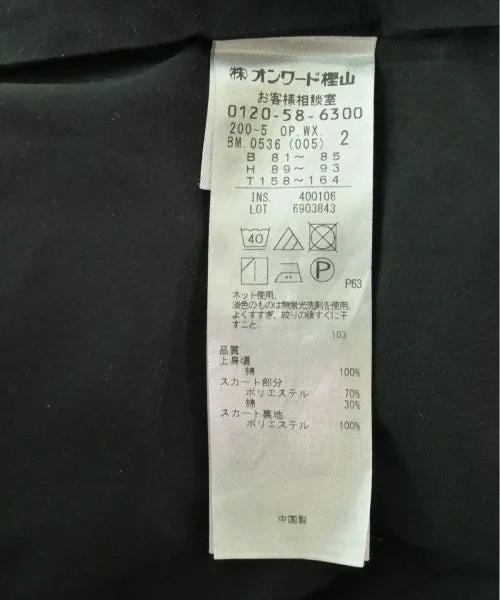 ㈱オンワード樫山
お客様相談室
0120-58-6300
200-5 OP.WX. 2
BM.0536 (005)
B 81～ 85
H 89～ 93
T 158～164
INS. 400106
LOT 6903843
40
P
P63
ネット使用。
淡色のものは無蛍光洗剤を使用。
よくすすぎ、絞りの後すぐに干
すこと。
103
品質
上身頃
綿 100%
スカート部分
ポリエステル 70%
綿 30%
スカート裏地
ポリエステル 100%
中国製